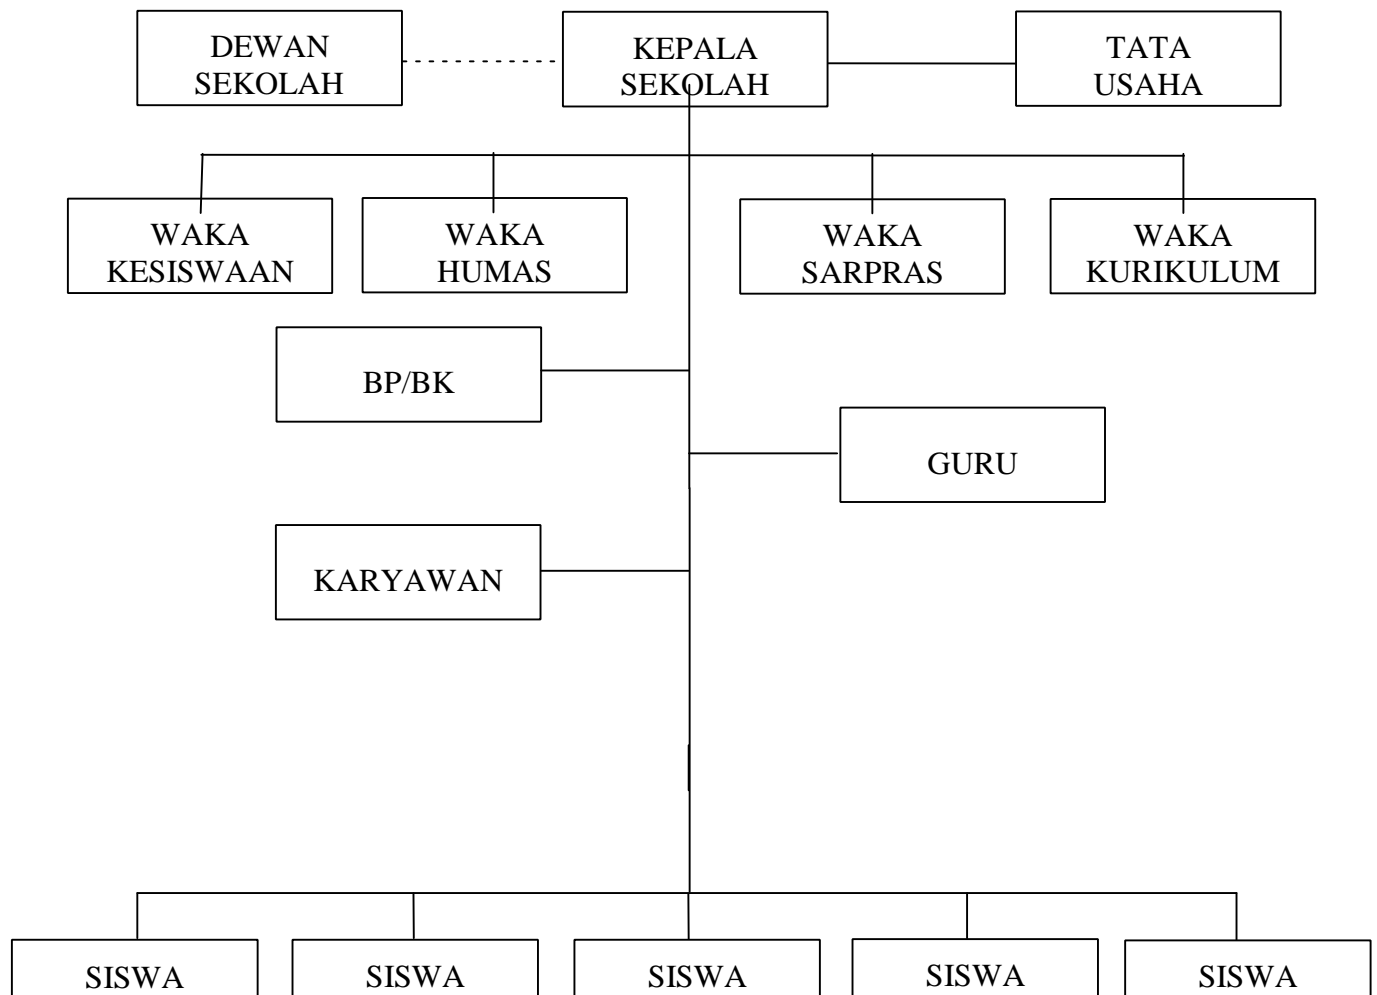 DEWAN
SEKOLAH
KEPALA
SEKOLAH
TATA
USAHA
WAKA
KESISWAAN
WAKA
HUMAS
WAKA
SARPRAS
WAKA
KURIKULUM
BP/BK
GURU
KARYAWAN
SISWA
SISWA
SISWA
SISWA
SISWA